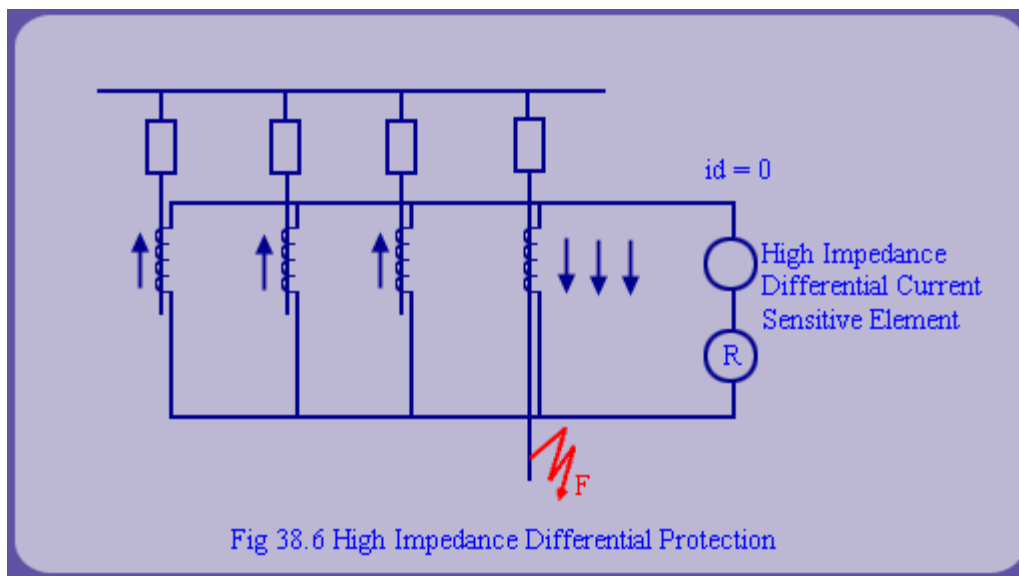 id = 0
High Impedance
Differential Current
Sensitive Element
R
F
Fig 38.6 High Impedance Differential Protection